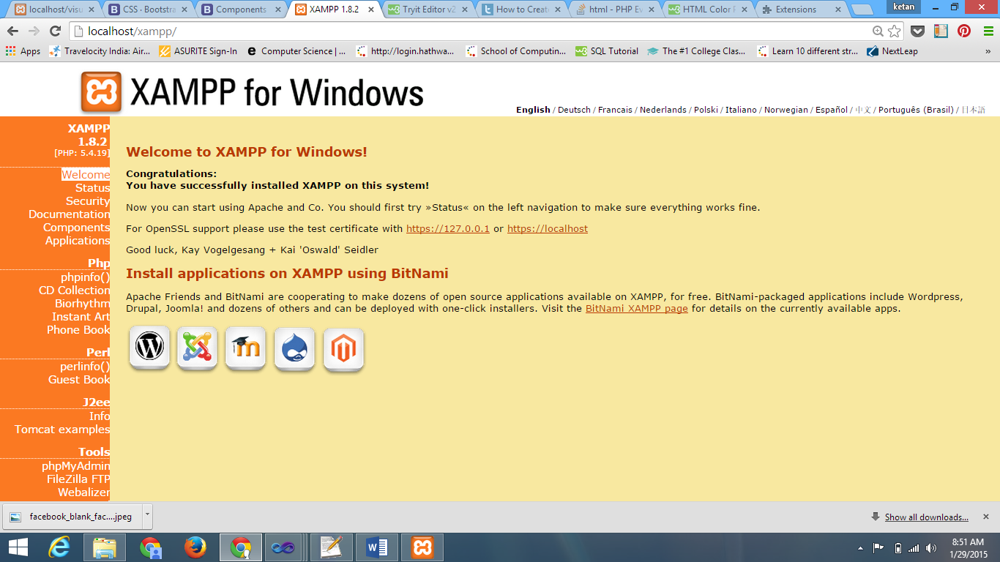 localhost/visu
CSS · Bootstra
Components
XAMPP 1.8.2
Tryit Editor v2
How to Create
html - PHP Ev
HTML Color P
Extensions
ketan
localhost/xampp/
Apps
Travelocity India: Air...
ASURITE Sign-In
Computer Science | ...
http://login.hathwa...
School of Computin...
SQL Tutorial
The #1 College Clas...
Learn 10 different str...
NextLeap
»
XAMPP for Windows
English / Deutsch / Francais / Nederlands / Polski / Italiano / Norwegian / Español / 中文 / Português (Brasil) / 日本語
XAMPP
1.8.2
[PHP: 5.4.19]
Welcome
Status
Security
Documentation
Components
Applications
Php
phpinfo()
CD Collection
Biorhythm
Instant Art
Phone Book
Perl
perlinfo()
Guest Book
J2ee
Info
Tomcat examples
Tools
phpMyAdmin
FileZilla FTP
Webalizer
Welcome to XAMPP for Windows!
Congratulations:
You have successfully installed XAMPP on this system!
Now you can start using Apache and Co. You should first try »Status« on the left navigation to make sure everything works fine.
For OpenSSL support please use the test certificate with https://127.0.0.1 or https://localhost
Good luck, Kay Vogelgesang + Kai 'Oswald' Seidler
Install applications on XAMPP using BitNami
Apache Friends and BitNami are cooperating to make dozens of open source applications available on XAMPP, for free. BitNami-packaged applications include Wordpress,
Drupal, Joomla! and dozens of others and can be deployed with one-click installers. Visit the BitNami XAMPP page for details on the currently available apps.
facebook_blank_fac....jpeg
Show all downloads...
8:51 AM
1/29/2015